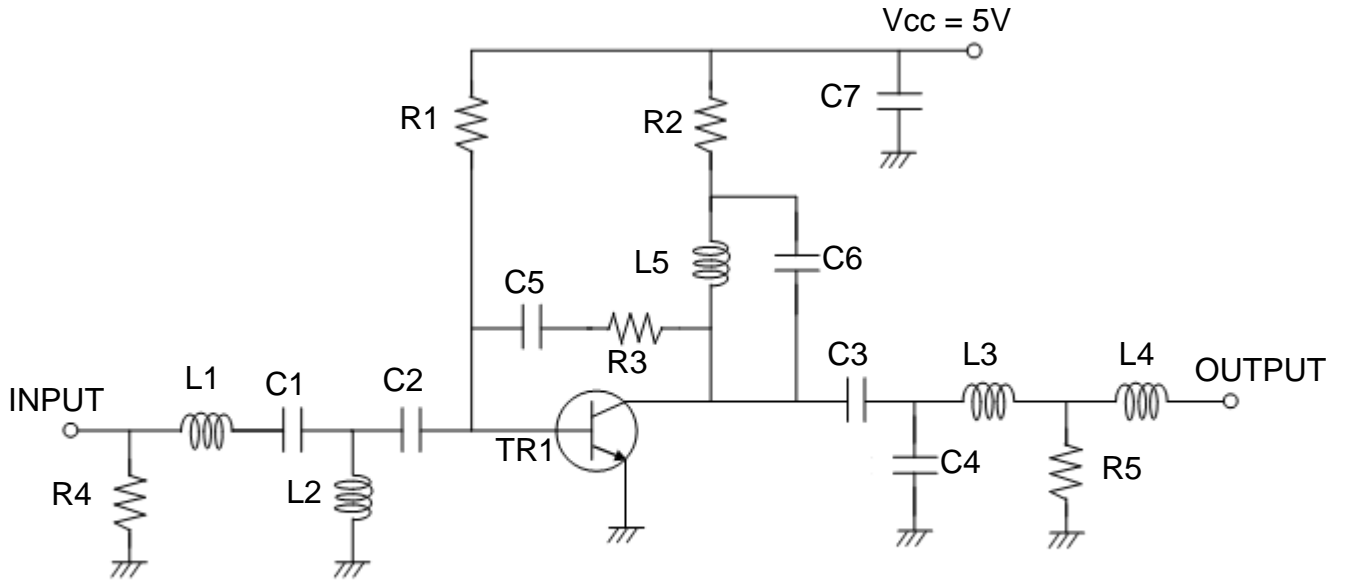 Vcc = 5V
C7
R1
R2
L5
C6
C5
R3
C3
L3
L4
OUTPUT
INPUT
L1
C1
C2
TR1
C4
R5
R4
L2